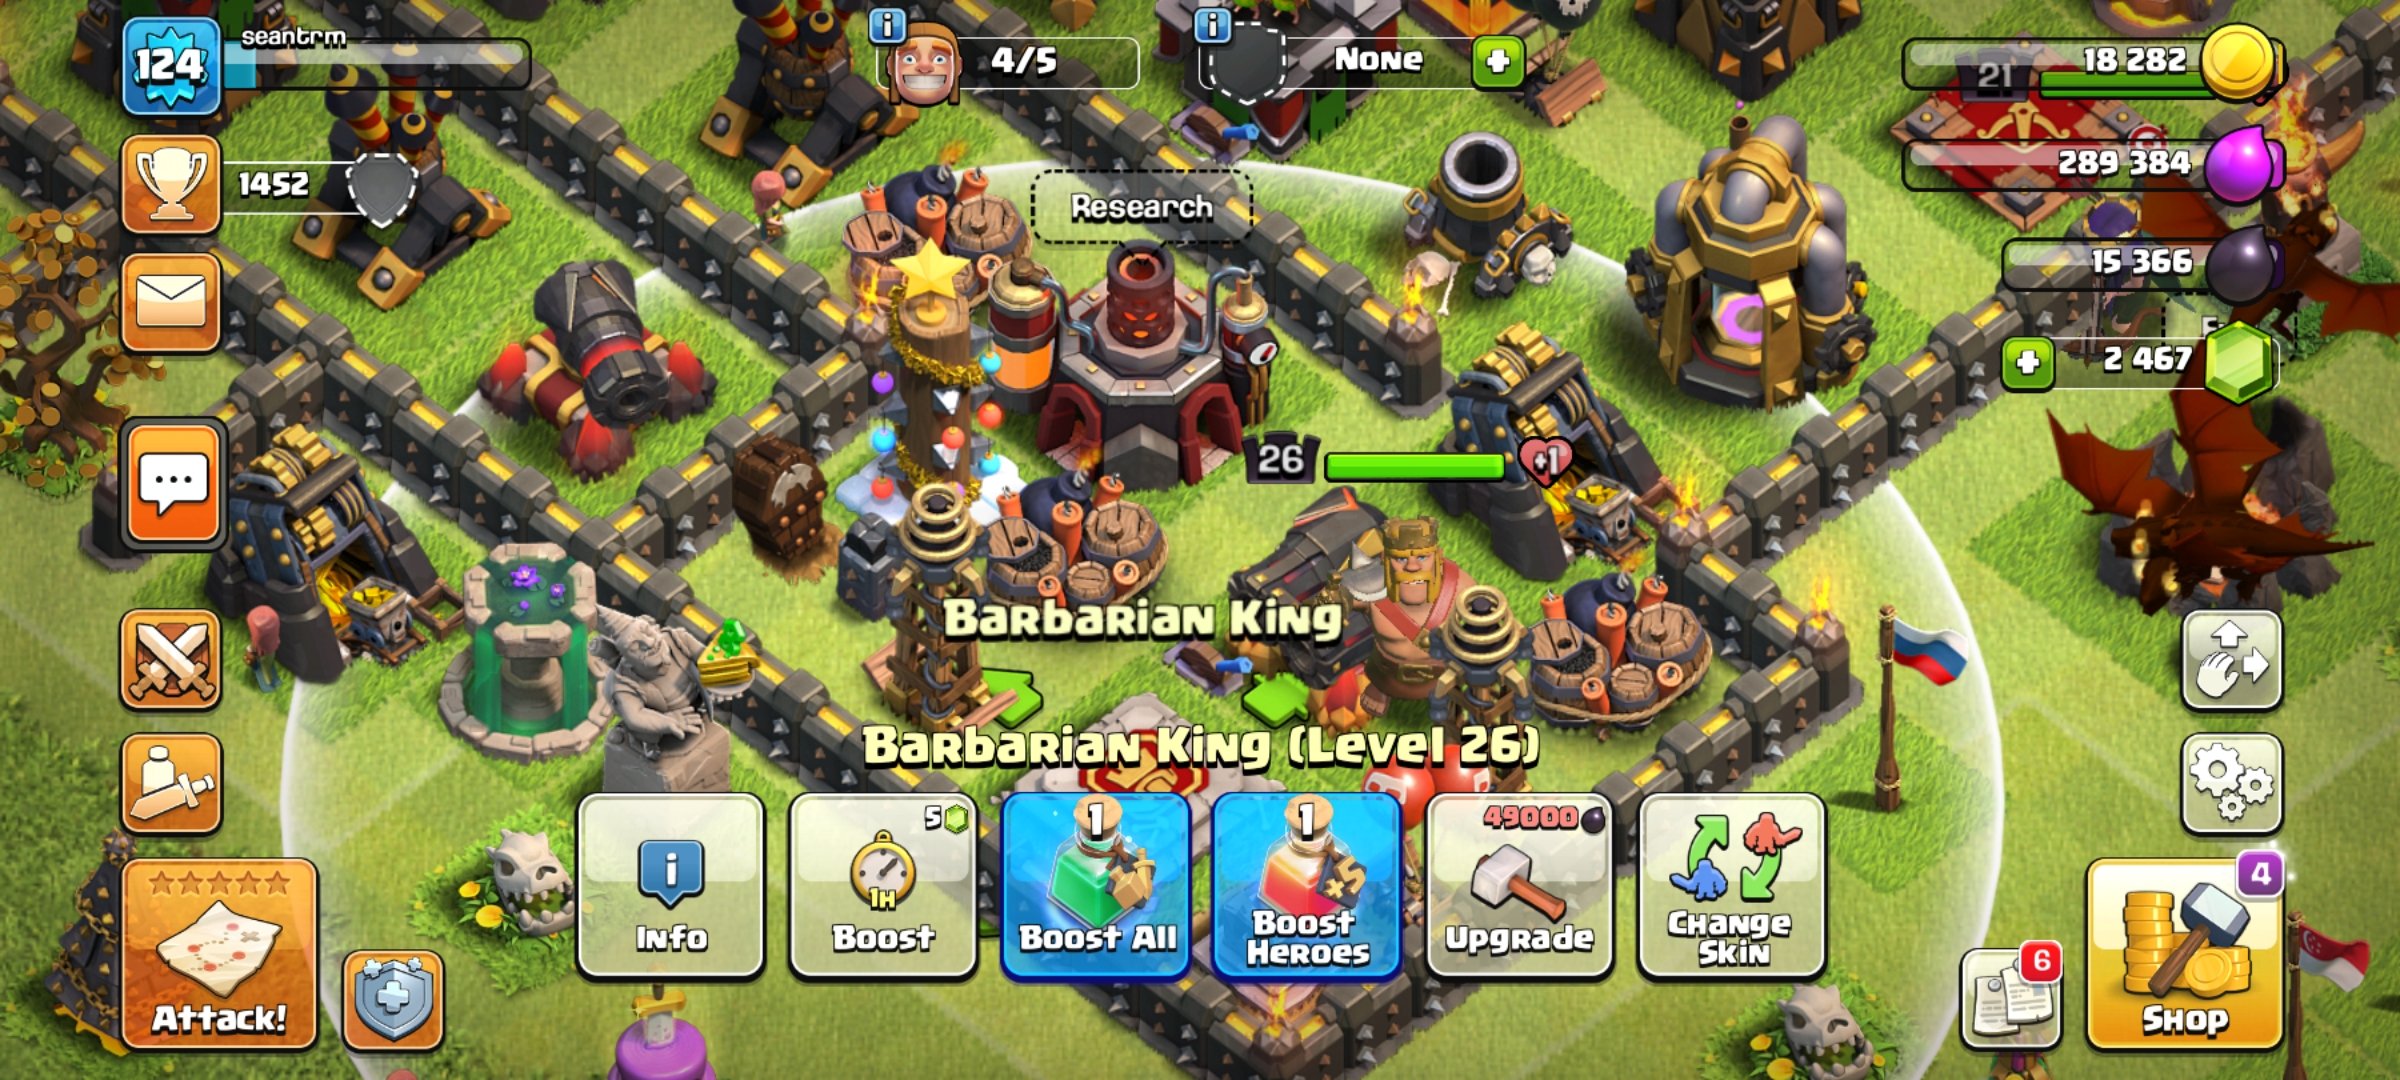 124
seantrm
4/5
None
18 282
21
1452
Research
289 384
15 366
2 467
26
+1
Barbarian King
Barbarian King (Level 26)
5
1H
Boost
Info
1
Boost All
1
+5
Boost
Heroes
49000
Upgrade
Change
Skin
Attack!
6
4
Shop